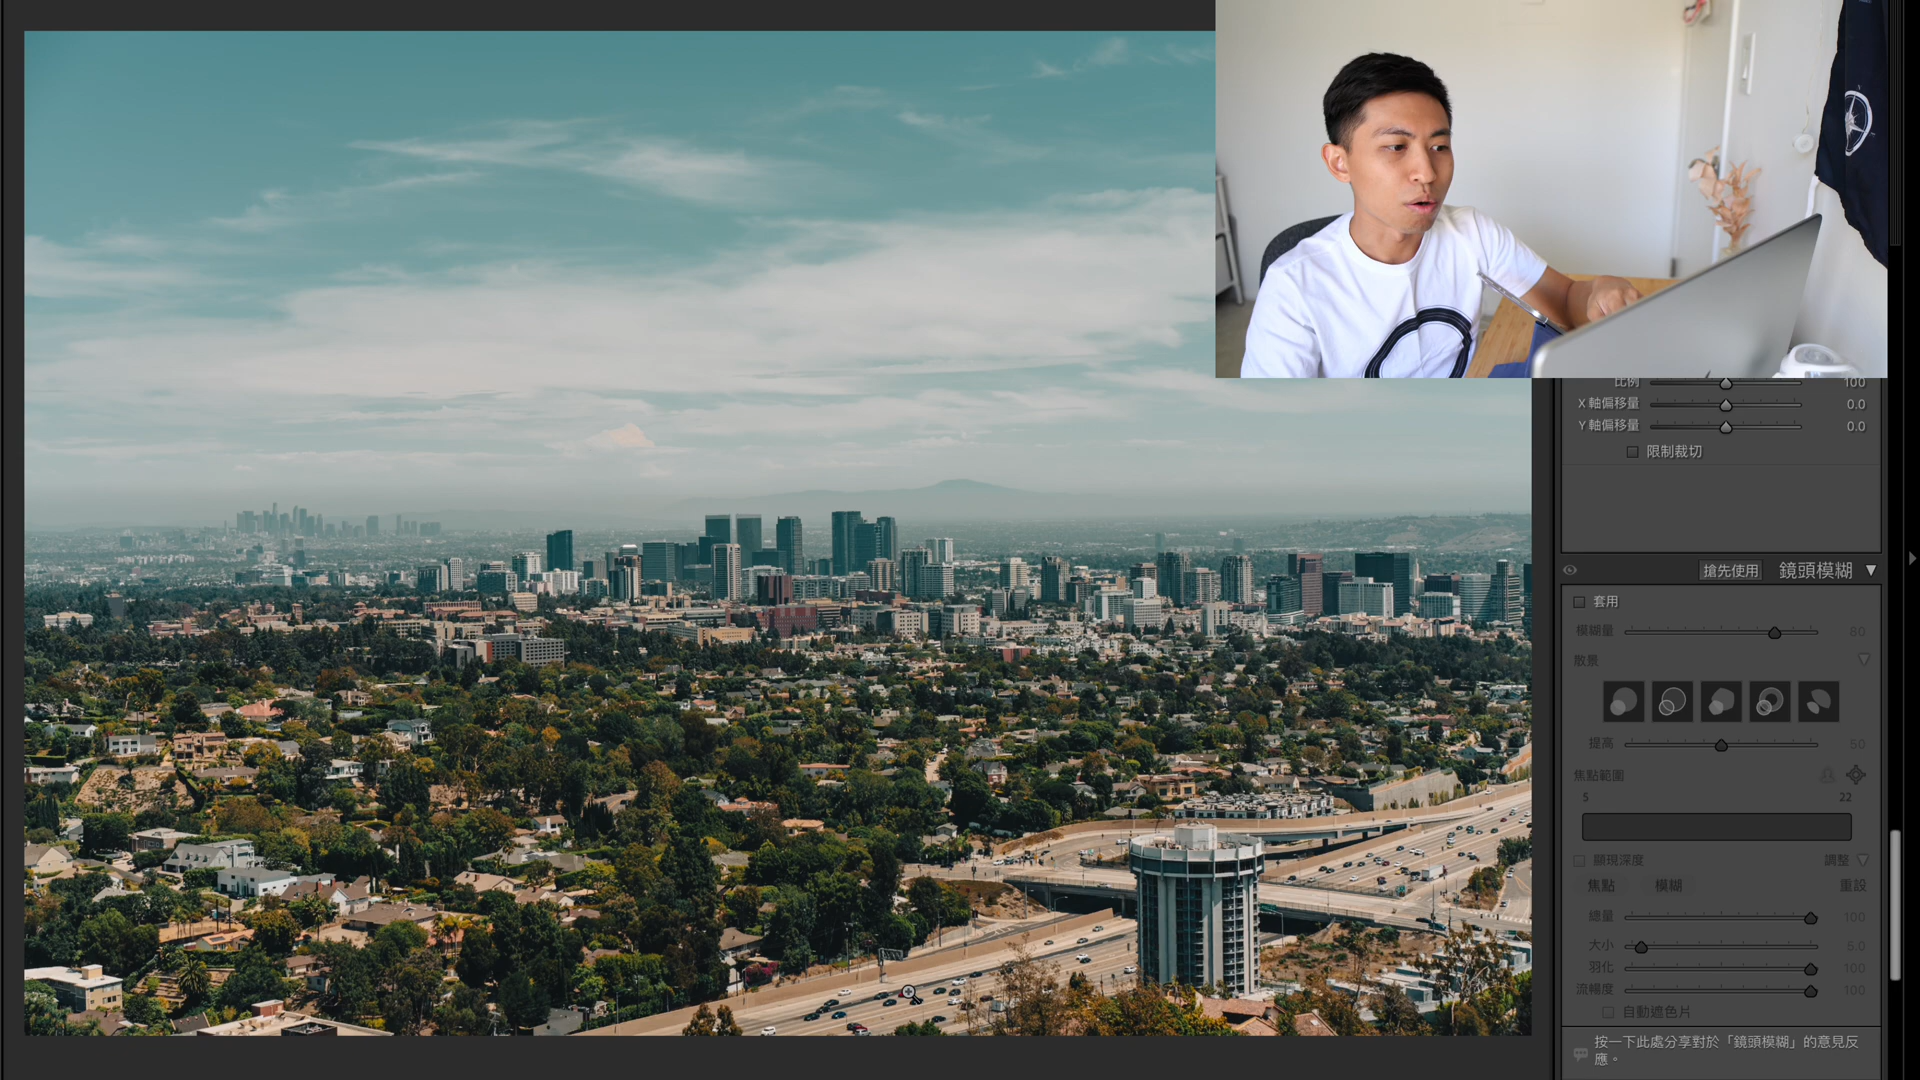 比例 100
X 軸偏移量 0.0
Y 軸偏移量 0.0
限制裁切
搶先使用 鏡頭模糊
套用
模糊量 80
散景
提高 50
焦點範圍
5 22
顯現深度 調整
焦點 模糊 重設
總量 100
大小 5.0
羽化 100
流暢度 100
自動遮色片
按一下此處分享對於「鏡頭模糊」的意見反
應。